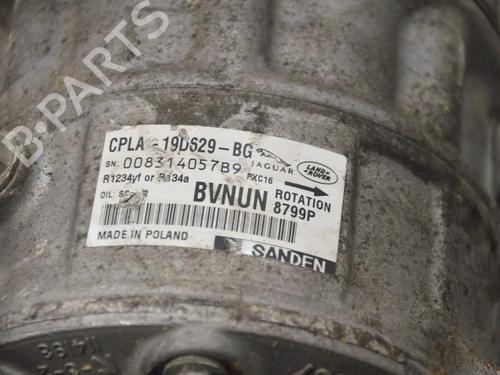 CPLA-19D629-BG
JAGUAR
LAND-ROVER
SN: 008314057B9
R1234yf or R134a
PXC16
OIL:
BVNUN
ROTATION
8799P
MADE IN POLAND
SANDEN
B